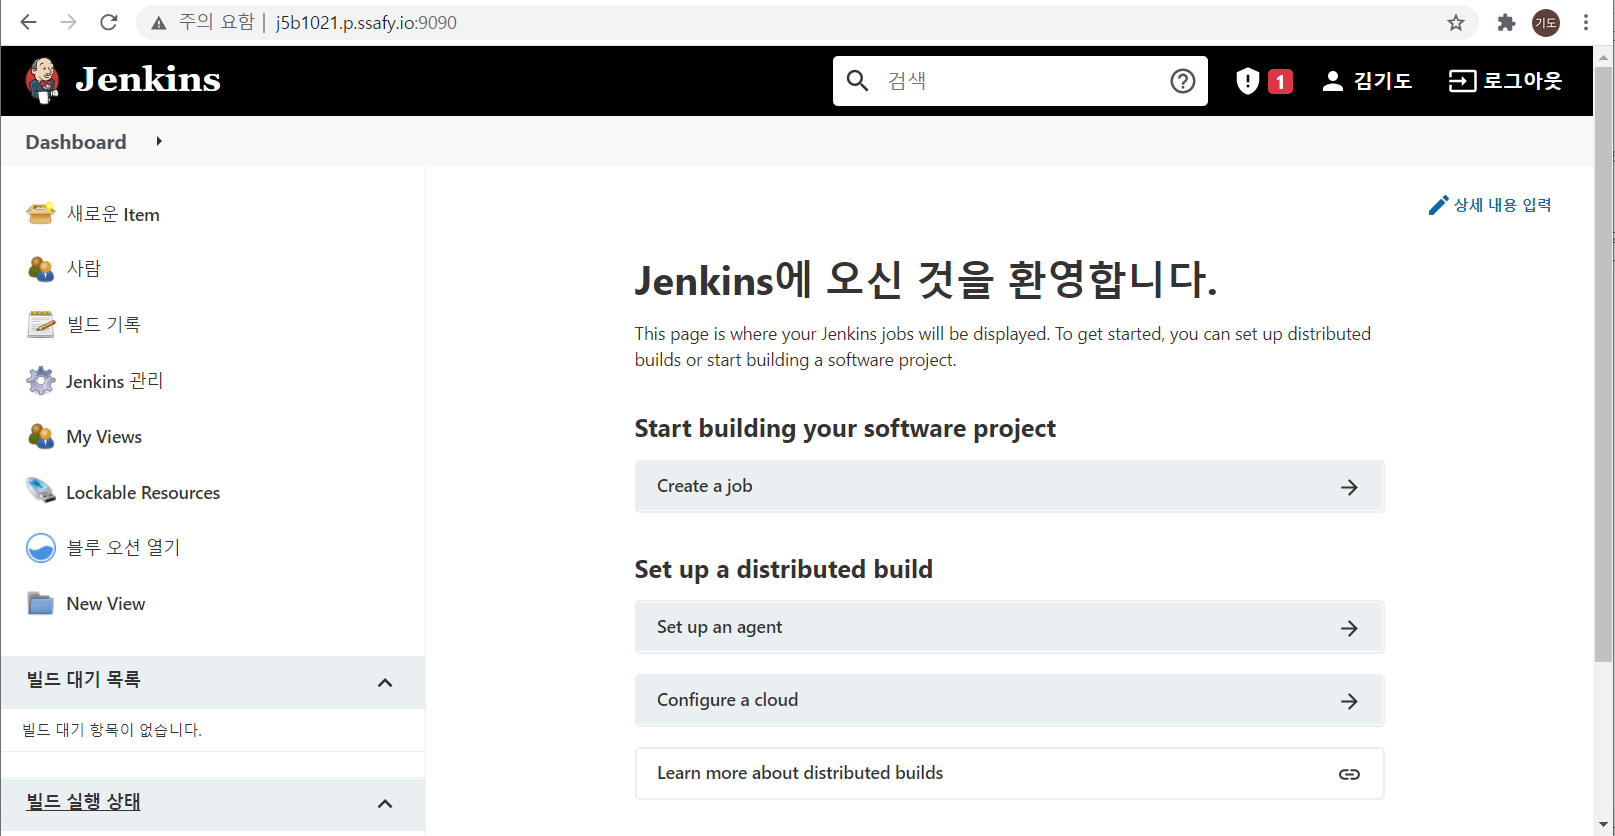 주의 요함 | j5b1021.p.ssafy.io:9090
기도
Jenkins
검색
1
김기도
로그아웃
Dashboard
새로운 Item
사람
빌드 기록
Jenkins 관리
My Views
Lockable Resources
블루 오션 열기
New View
빌드 대기 목록
빌드 대기 항목이 없습니다.
빌드 실행 상태
상세 내용 입력
Jenkins에 오신 것을 환영합니다.
This page is where your Jenkins jobs will be displayed. To get started, you can set up distributed
builds or start building a software project.
Start building your software project
Create a job
Set up a distributed build
Set up an agent
Configure a cloud
Learn more about distributed builds